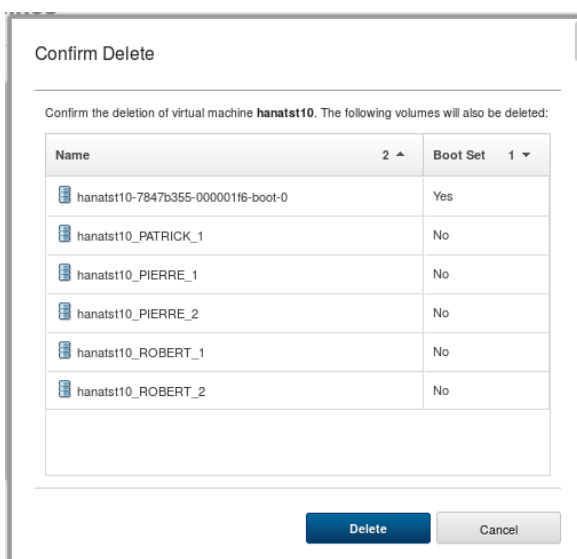 Confirm Delete
Confirm the deletion of virtual machine hanatst10. The following volumes will also be deleted:
Name 2 Boot Set 1
hanatst10-7847b355-000001f6-boot-0 Yes
hanatst10_PATRICK_1 No
hanatst10_PIERRE_1 No
hanatst10_PIERRE_2 No
hanatst10_ROBERT_1 No
hanatst10_ROBERT_2 No
Delete Cancel